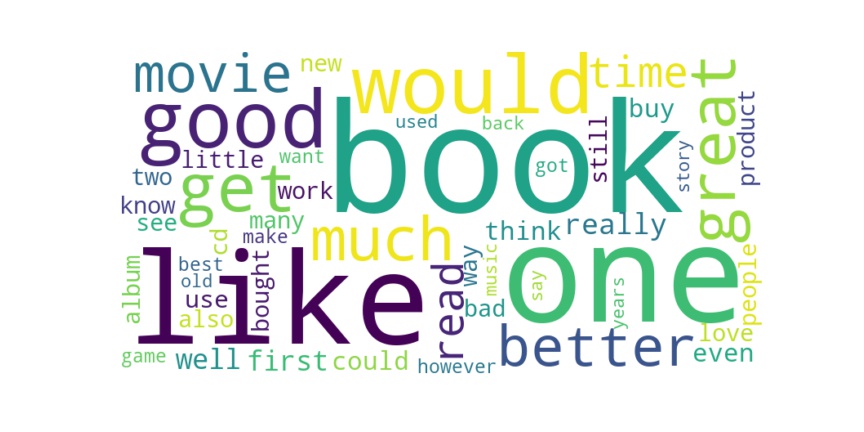 movie
new
would
time
great
good
book
used
back
buy
product
little
want
got
still
story
two
get
work
know
see
many
make
much
think
really
cd
like
one
album
best
old
use
also
bought
read
way
music
say
years
people
bad
love
better
even
game
well
first
could
however